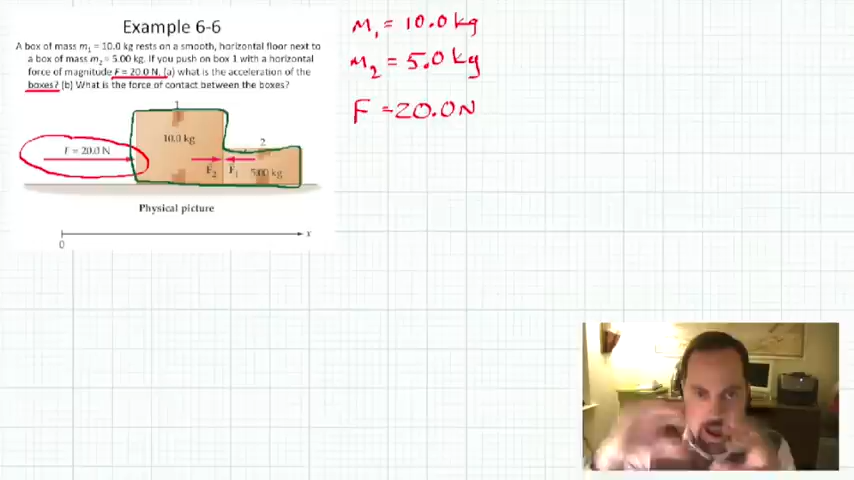 Example 6-6
A box of mass m₁ = 10.0 kg rests on a smooth, horizontal floor next to
a box of mass m₂ = 5.00 kg. If you push on box 1 with a horizontal
force of magnitude F = 20.0 N, (a) what is the acceleration of the
boxes? (b) What is the force of contact between the boxes?
1
10.0 kg
2
F = 20.0 N
F₂
F₁
5.00 kg
Physical picture
0
x
M₁ = 10.0 kg
M₂ = 5.0 kg
F = 20.0N